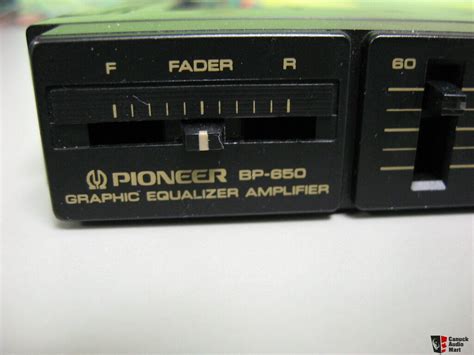 F FADER R
60
PIONEER BP-650
GRAPHIC EQUALIZER AMPLIFIER
Canuck
Audio
Mart